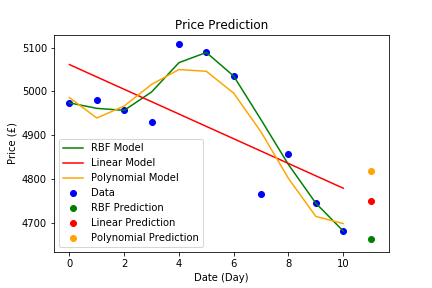 Price Prediction
5100
5000
4900
4800
4700
Price (£)
RBF Model
Linear Model
Polynomial Model
Data
RBF Prediction
Linear Prediction
Polynomial Prediction
0 2 4 6 8 10
Date (Day)